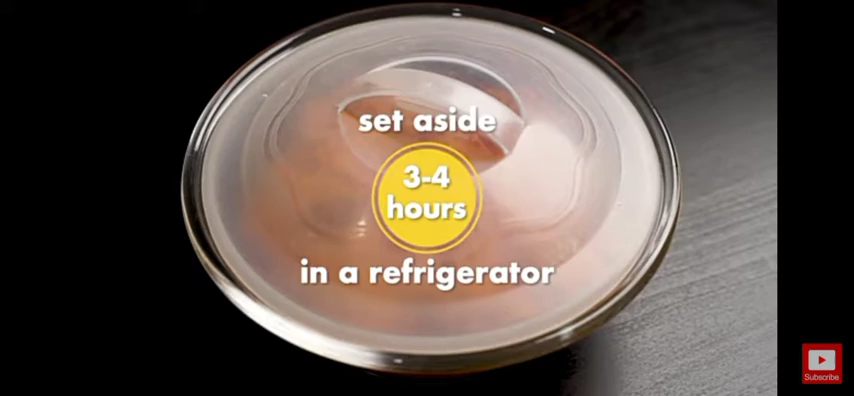 set aside
3-4
hours
in a refrigerator
Subscribe